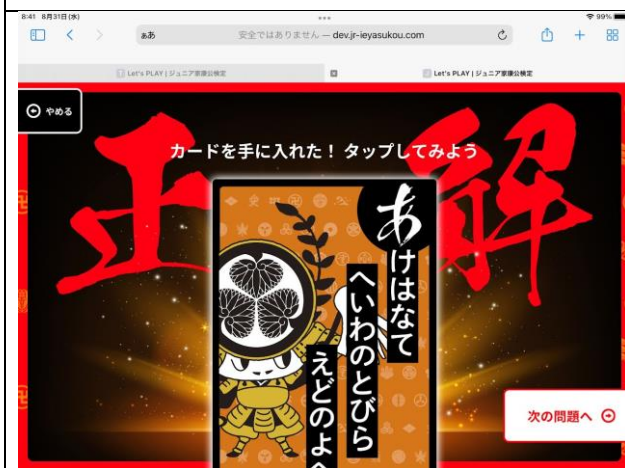 8:41 8月31日(水)
99%
ぁあ
安全ではありません — dev.jr-ieyasukou.com
Let's PLAY | ジュニア家康公検定
Let's PLAY | ジュニア家康公検定
やめる
正解
カードを手に入れた！ タップしてみよう
あけはなて
へいわのとびら
えどのよへ
次の問題へ